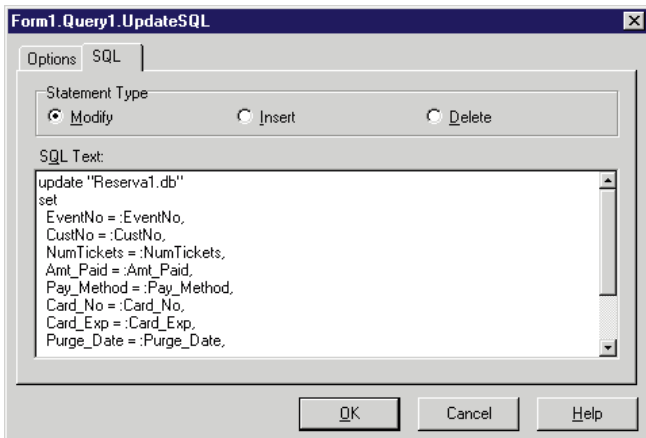 Form1.Query1.UpdateSQL
Options SQL
Statement Type
Modify Insert Delete
SQL Text:
update "Reserva1.db"
set
EventNo = :EventNo,
CustNo = :CustNo,
NumTickets = :NumTickets,
Amt_Paid = :Amt_Paid,
Pay_Method = :Pay_Method,
Card_No = :Card_No,
Card_Exp = :Card_Exp,
Purge_Date = :Purge_Date,
OK Cancel Help